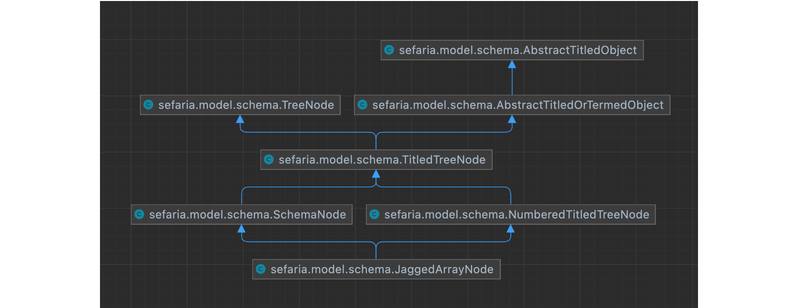 sefaria.model.schema.AbstractTitledObject
sefaria.model.schema.TreeNode
sefaria.model.schema.AbstractTitledOrTermedObject
sefaria.model.schema.TitledTreeNode
sefaria.model.schema.SchemaNode
sefaria.model.schema.NumberedTitledTreeNode
sefaria.model.schema.JaggedArrayNode